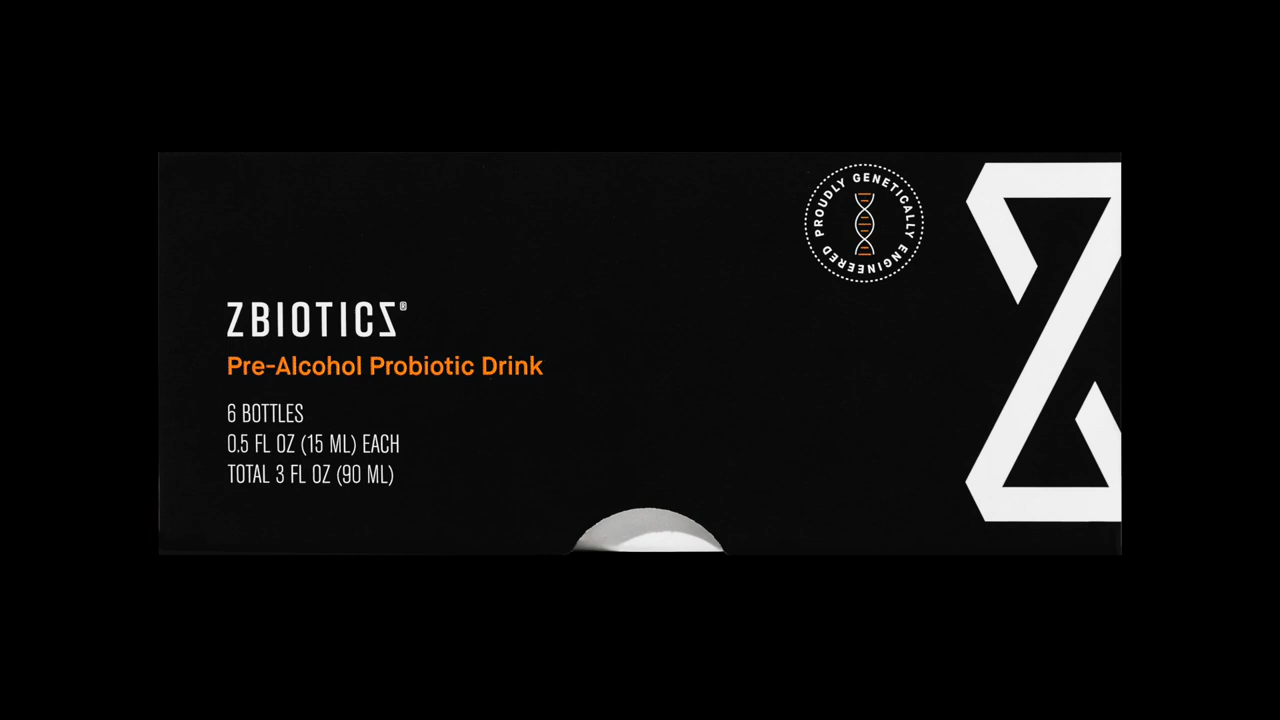 PROUDLY GENETICALLY ENGINEERED
ZBIOTICS®
Pre-Alcohol Probiotic Drink
6 BOTTLES
0.5 FL OZ (15 ML) EACH
TOTAL 3 FL OZ (90 ML)